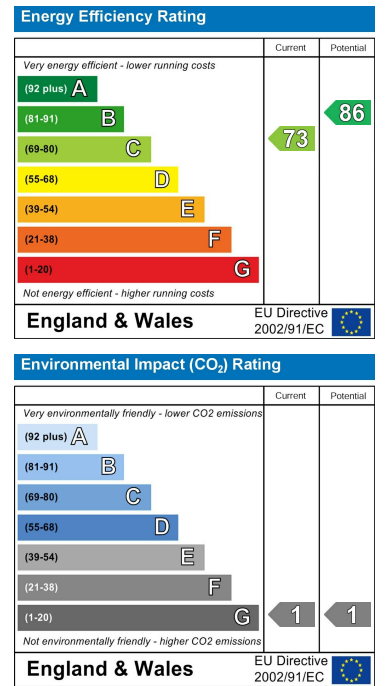 Energy Efficiency Rating
Current Potential
Very energy efficient - lower running costs
(92 plus) A
(81-91) B
86
(69-80) C
73
(55-68) D
(39-54) E
(21-38) F
(1-20) G
Not energy efficient - higher running costs
England & Wales
EU Directive
2002/91/EC
Environmental Impact (CO₂) Rating
Current Potential
Very environmentally friendly - lower CO2 emissions
(92 plus) A
(81-91) B
(69-80) C
(55-68) D
(39-54) E
(21-38) F
(1-20) G 1 1
Not environmentally friendly - higher CO2 emissions
England & Wales
EU Directive
2002/91/EC